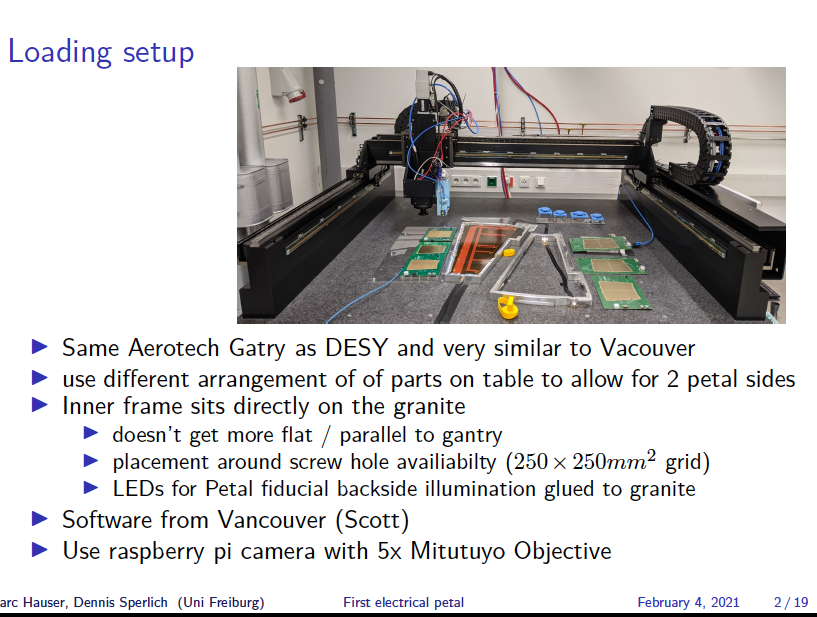 Loading setup
Same Aerotech Gatry as DESY and very similar to Vacouver
use different arrangement of of parts on table to allow for 2 petal sides
Inner frame sits directly on the granite
doesn't get more flat / parallel to gantry
placement around screw hole availiabilty (250 × 250mm² grid)
LEDs for Petal fiducial backside illumination glued to granite
Software from Vancouver (Scott)
Use raspberry pi camera with 5x Mitutuyo Objective
arc Hauser, Dennis Sperlich (Uni Freiburg) First electrical petal February 4, 2021 2 / 19